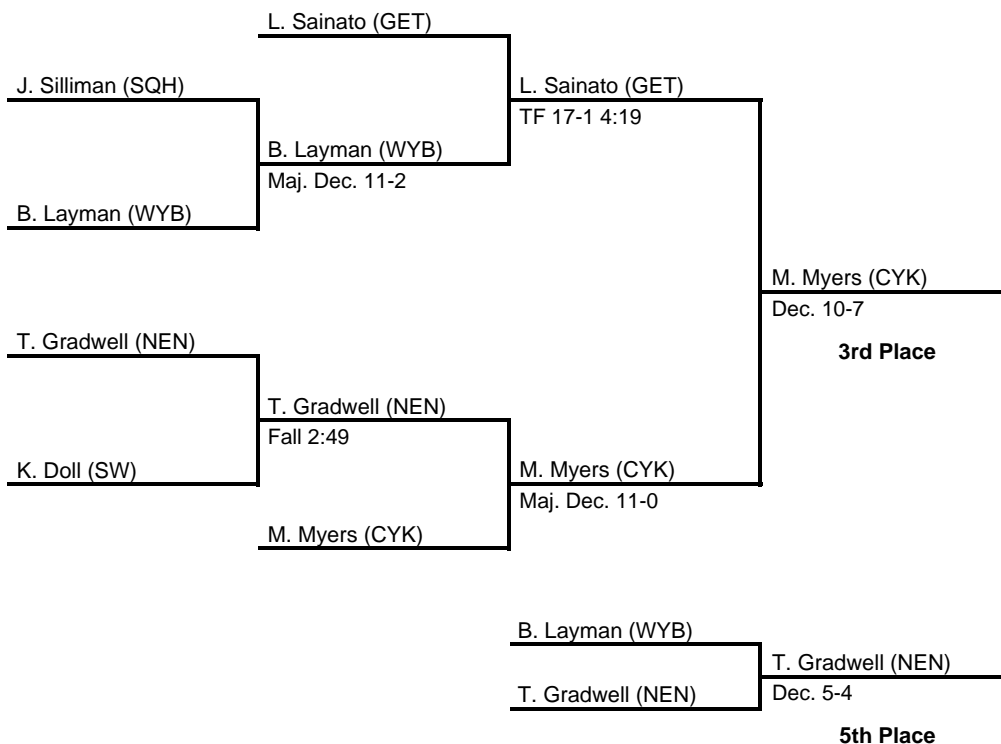 L. Sainato (GET)
J. Silliman (SQH)
L. Sainato (GET)
TF 17-1 4:19
B. Layman (WYB)
Maj. Dec. 11-2
B. Layman (WYB)
M. Myers (CYK)
Dec. 10-7
3rd Place
T. Gradwell (NEN)
T. Gradwell (NEN)
Fall 2:49
K. Doll (SW)
M. Myers (CYK)
Maj. Dec. 11-0
M. Myers (CYK)
B. Layman (WYB)
T. Gradwell (NEN)
Dec. 5-4
T. Gradwell (NEN)
5th Place